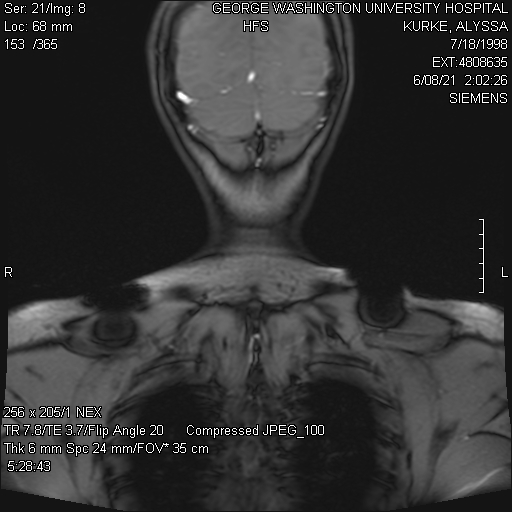 Ser: 21/Img: 8
Loc: 68 mm
153 /365
GEORGE WASHINGTON UNIVERSITY HOSPITAL
HFS
KURKE, ALYSSA
7/18/1998
EXT:4808635
6/08/21 2:02:26
SIEMENS
R
L
256 x 205/1 NEX
TR 7.8/TE 3.7/Flip Angle 20 Compressed JPEG_100
Thk 6 mm Spc 24 mm/FOV* 35 cm
5:28:43